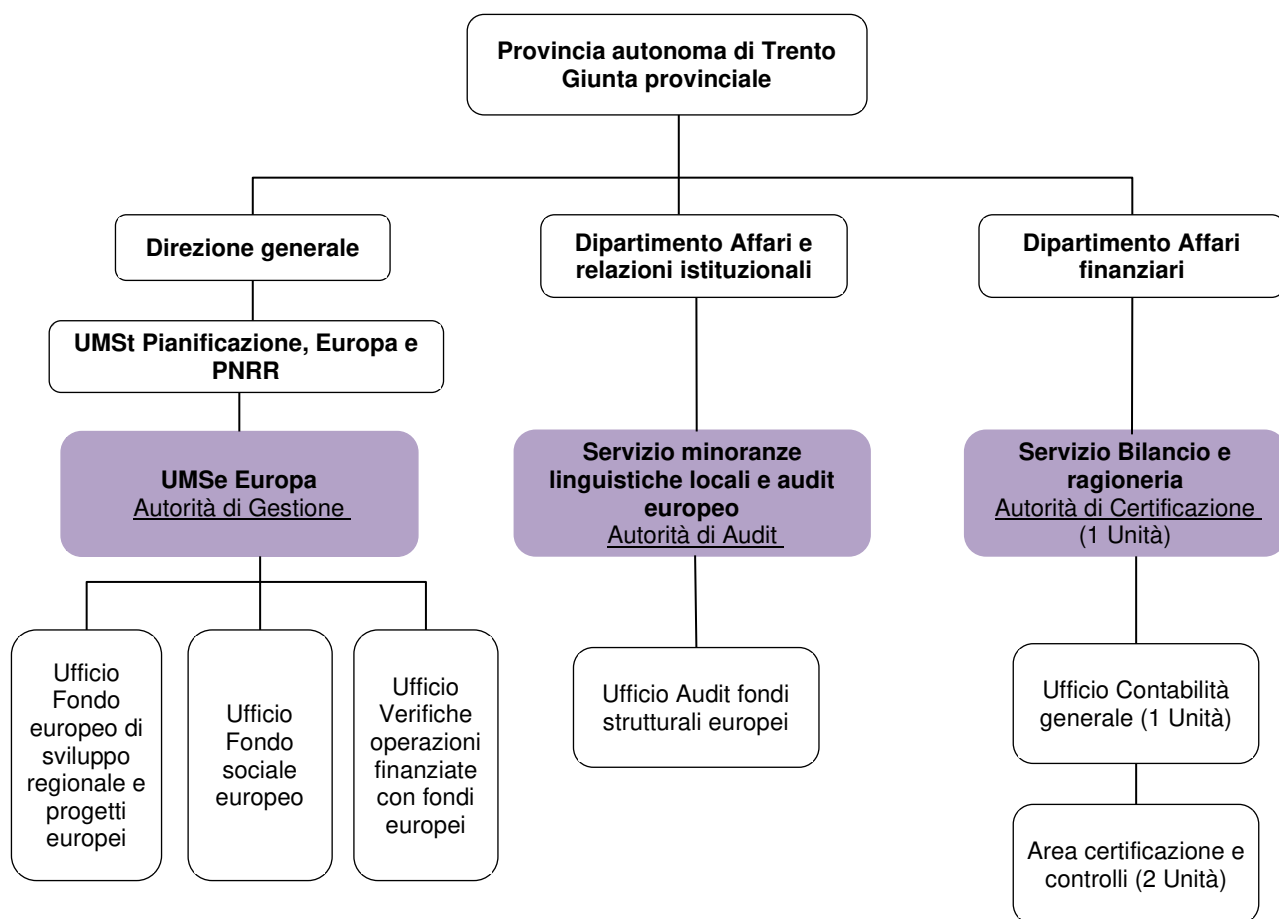 Provincia autonoma di Trento
Giunta provinciale
Direzione generale
Dipartimento Affari e
relazioni istituzionali
Dipartimento Affari
finanziari
UMSt Pianificazione, Europa e
PNRR
UMSe Europa
Autorità di Gestione
Servizio minoranze
linguistiche locali e audit
europeo
Autorità di Audit
Servizio Bilancio e
ragioneria
Autorità di Certificazione
(1 Unità)
Ufficio
Fondo
europeo di
sviluppo
regionale e
progetti
europei
Ufficio
Fondo
sociale
europeo
Ufficio
Verifiche
operazioni
finanziate
con fondi
europei
Ufficio Audit fondi
strutturali europei
Ufficio Contabilità
generale (1 Unità)
Area certificazione e
controlli (2 Unità)